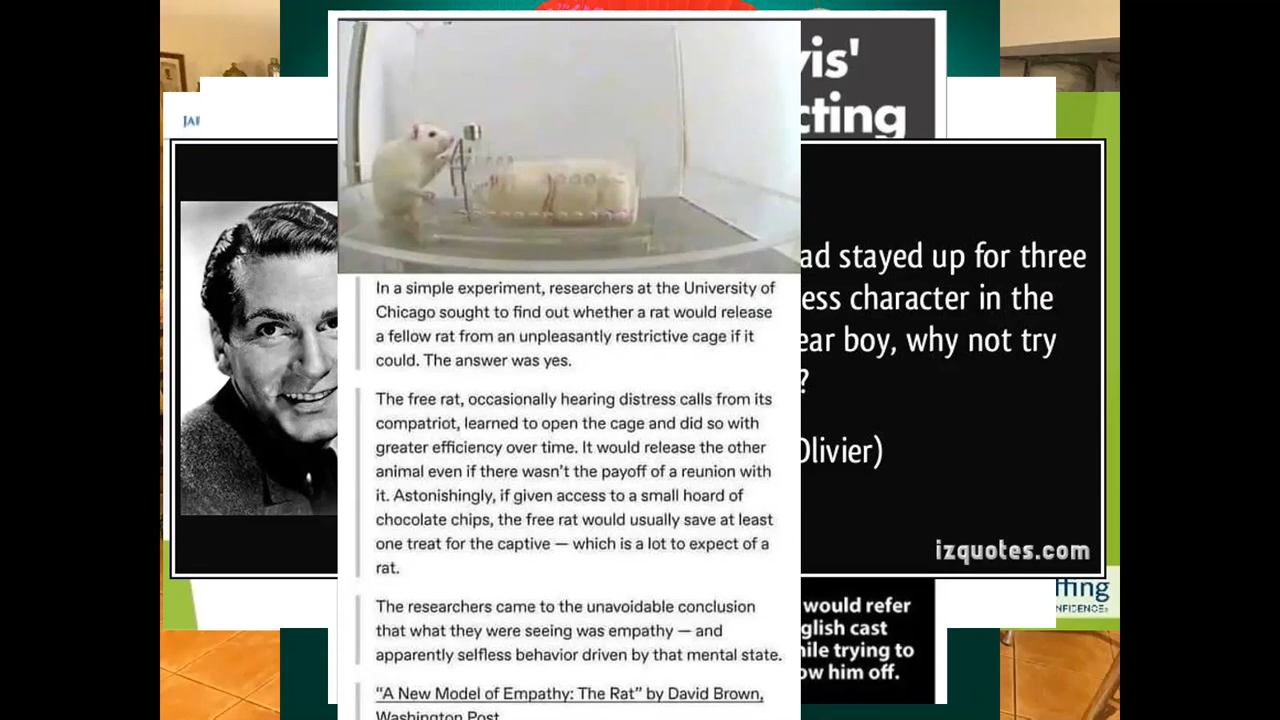 vis'
cting
JAI
ad stayed up for three
ess character in the
ear boy, why not try
?
Olivier)
izquotes.com
In a simple experiment, researchers at the University of
Chicago sought to find out whether a rat would release
a fellow rat from an unpleasantly restrictive cage if it
could. The answer was yes.
The free rat, occasionally hearing distress calls from its
compatriot, learned to open the cage and did so with
greater efficiency over time. It would release the other
animal even if there wasn't the payoff of a reunion with
it. Astonishingly, if given access to a small hoard of
chocolate chips, the free rat would usually save at least
one treat for the captive — which is a lot to expect of a
rat.
The researchers came to the unavoidable conclusion
that what they were seeing was empathy — and
apparently selfless behavior driven by that mental state.
"A New Model of Empathy: The Rat" by David Brown,
Washington Post
ffing
NFIDENCE
would refer
glish cast
hile trying to
ow him off.